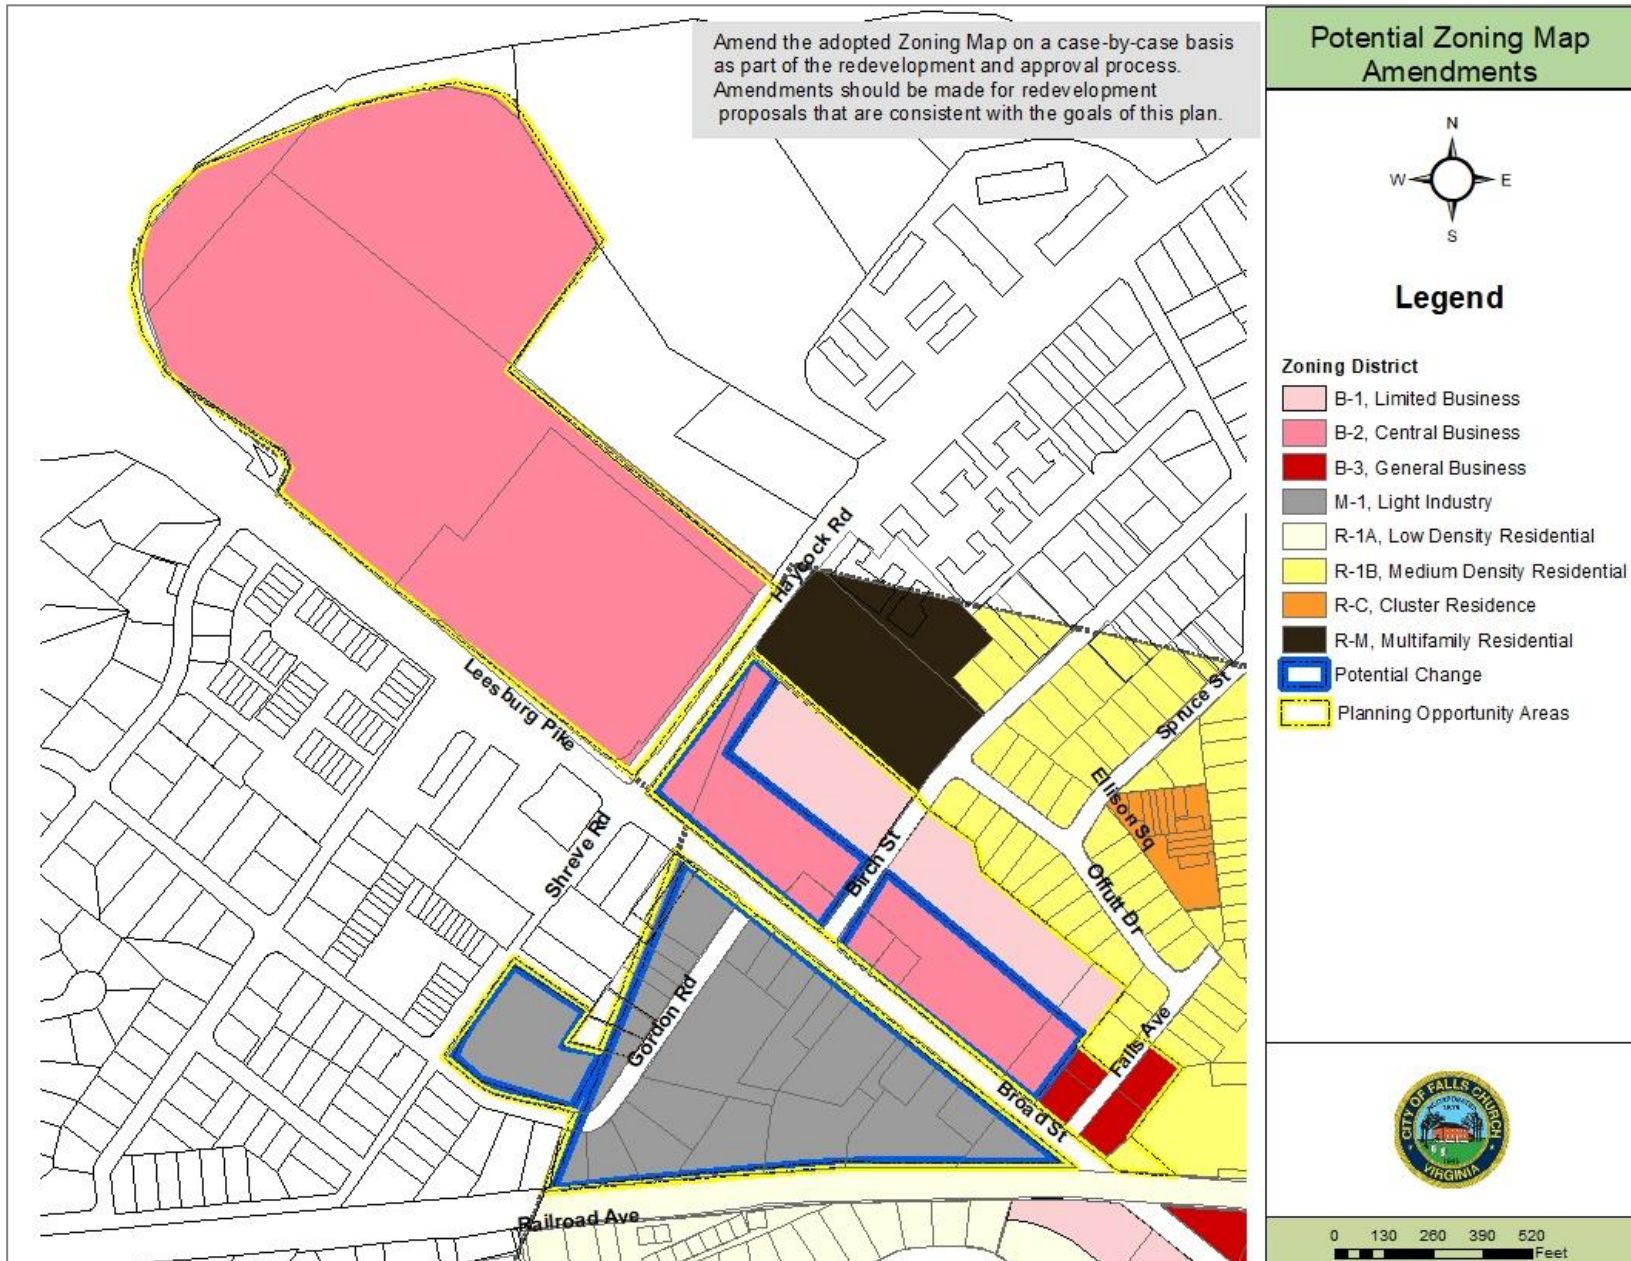 Amend the adopted Zoning Map on a case-by-case basis
as part of the redevelopment and approval process.
Amendments should be made for redevelopment
proposals that are consistent with the goals of this plan.
Potential Zoning Map
Amendments
N
W
E
S
Legend
Zoning District
B-1, Limited Business
B-2, Central Business
B-3, General Business
M-1, Light Industry
R-1A, Low Density Residential
R-1B, Medium Density Residential
R-C, Cluster Residence
R-M, Multifamily Residential
Potential Change
Planning Opportunity Areas
Haycock Rd
Leesburg Pike
Spruce St
Ellison Sq
Shreve Rd
Birch St
Offutt Dr
Gordon Rd
Falls Ave
Broad St
Railroad Ave
CITY OF FALLS CHURCH
VIRGINIA
0 130 260 390 520
Feet